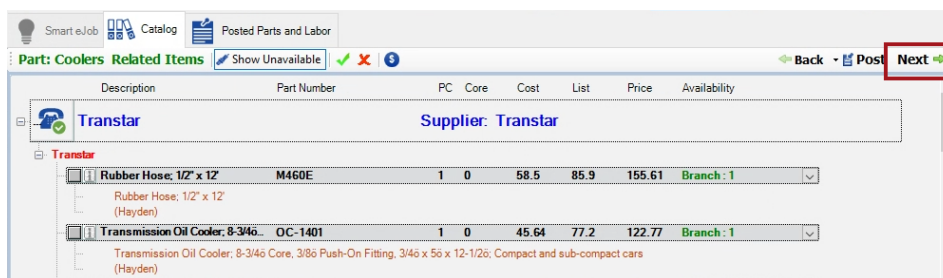 Smart eJob Catalog Posted Parts and Labor
Part: Coolers Related Items Show Unavailable Back Post Next
Description Part Number PC Core Cost List Price Availability
Transtar Supplier: Transtar
Transtar
Rubber Hose; 1/2" x 12' M460E 1 0 58.5 85.9 155.61 Branch : 1
Rubber Hose; 1/2" x 12'
(Hayden)
Transmission Oil Cooler; 8-3/4ö... OC-1401 1 0 45.64 77.2 122.77 Branch : 1
Transmission Oil Cooler; 8-3/4ö Core, 3/8ö Push-On Fitting, 3/4ö x 5ö x 12-1/2ö; Compact and sub-compact cars
(Hayden)